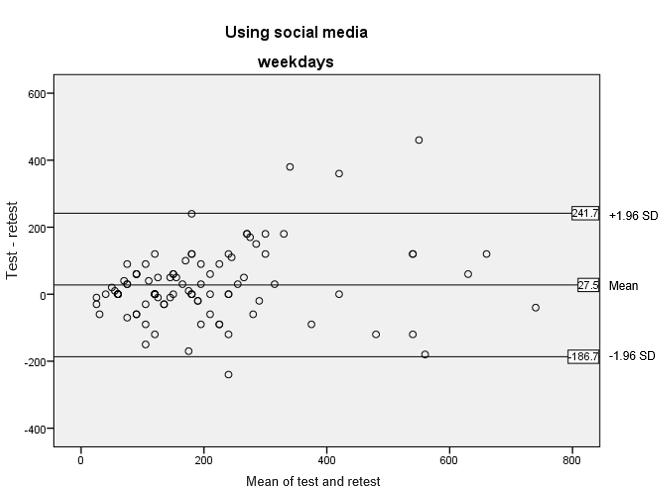 Using social media
weekdays
600
400
200
0
-200
-400
Test - retest
241.7
+1.96 SD
27.5
Mean
-186.7
-1.96 SD
0
200
400
600
800
Mean of test and retest